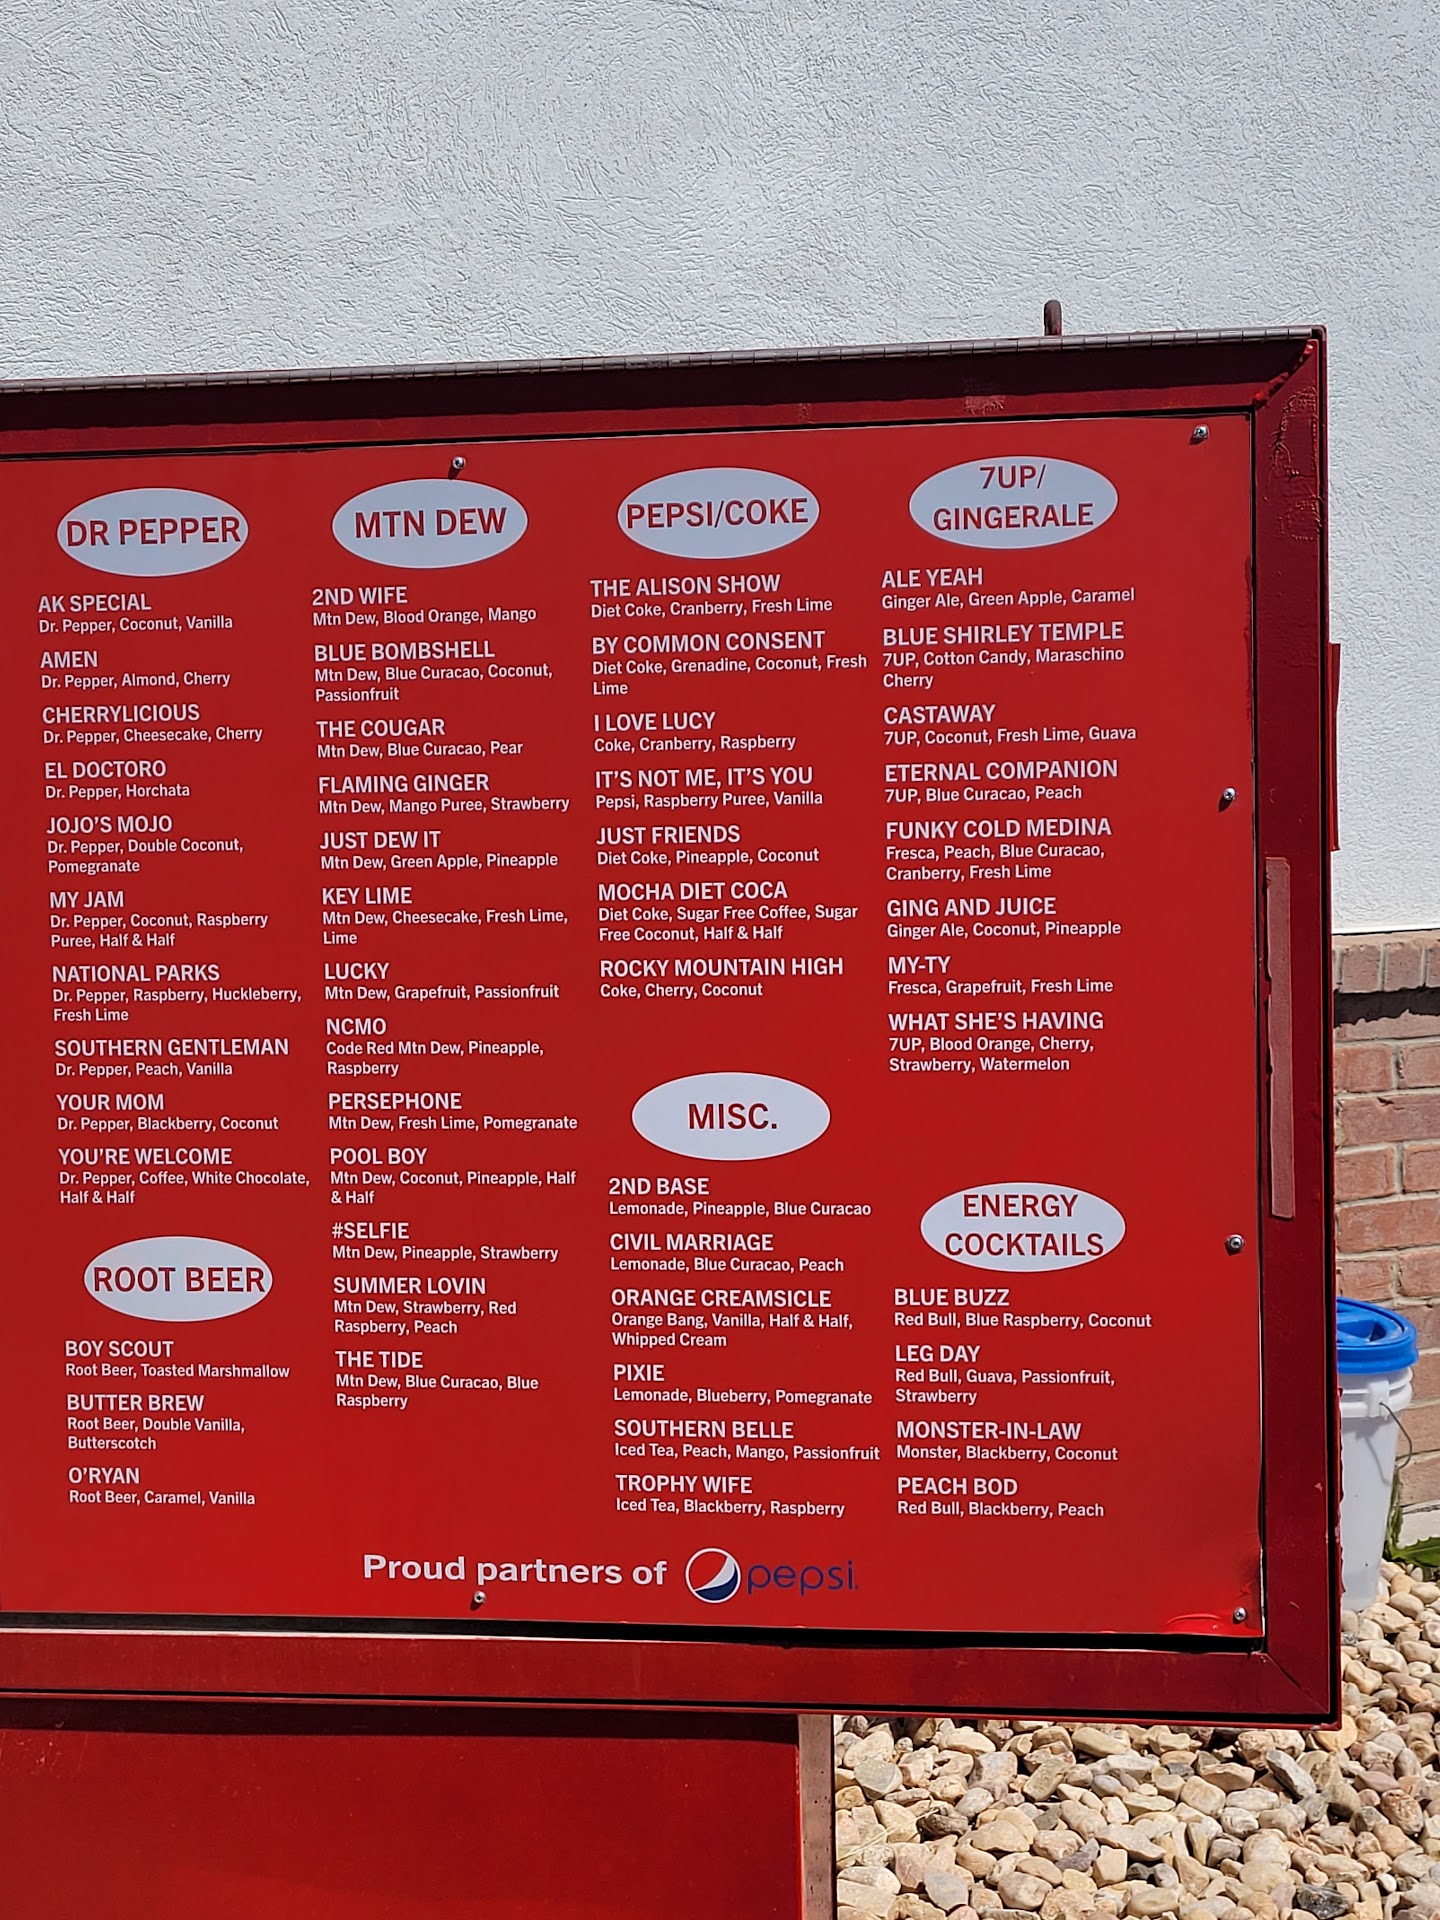 DR PEPPER
AK SPECIAL
Dr. Pepper, Coconut, Vanilla
AMEN
Dr. Pepper, Almond, Cherry
CHERRYLICIOUS
Dr. Pepper, Cheesecake, Cherry
EL DOCTORO
Dr. Pepper, Horchata
JOJO'S MOJO
Dr. Pepper, Double Coconut,
Pomegranate
MY JAM
Dr. Pepper, Coconut, Raspberry
Puree, Half & Half
NATIONAL PARKS
Dr. Pepper, Raspberry, Huckleberry,
Fresh Lime
SOUTHERN GENTLEMAN
Dr. Pepper, Peach, Vanilla
YOUR MOM
Dr. Pepper, Blackberry, Coconut
YOU'RE WELCOME
Dr. Pepper, Coffee, White Chocolate,
Half & Half
ROOT BEER
BOY SCOUT
Root Beer, Toasted Marshmallow
BUTTER BREW
Root Beer, Double Vanilla,
Butterscotch
O'RYAN
Root Beer, Caramel, Vanilla
MTN DEW
2ND WIFE
Mtn Dew, Blood Orange, Mango
BLUE BOMBSHELL
Mtn Dew, Blue Curacao, Coconut,
Passionfruit
THE COUGAR
Mtn Dew, Blue Curacao, Pear
FLAMING GINGER
Mtn Dew, Mango Puree, Strawberry
JUST DEW IT
Mtn Dew, Green Apple, Pineapple
KEY LIME
Mtn Dew, Cheesecake, Fresh Lime,
Lime
LUCKY
Mtn Dew, Grapefruit, Passionfruit
NCMO
Code Red Mtn Dew, Pineapple,
Raspberry
PERSEPHONE
Mtn Dew, Fresh Lime, Pomegranate
POOL BOY
Mtn Dew, Coconut, Pineapple, Half
& Half
#SELFIE
Mtn Dew, Pineapple, Strawberry
SUMMER LOVIN
Mtn Dew, Strawberry, Red
Raspberry, Peach
THE TIDE
Mtn Dew, Blue Curacao, Blue
Raspberry
PEPSI/COKE
THE ALISON SHOW
Diet Coke, Cranberry, Fresh Lime
BY COMMON CONSENT
Diet Coke, Grenadine, Coconut, Fresh
Lime
I LOVE LUCY
Coke, Cranberry, Raspberry
IT'S NOT ME, IT'S YOU
Pepsi, Raspberry Puree, Vanilla
JUST FRIENDS
Diet Coke, Pineapple, Coconut
MOCHA DIET COCA
Diet Coke, Sugar Free Coffee, Sugar
Free Coconut, Half & Half
ROCKY MOUNTAIN HIGH
Coke, Cherry, Coconut
MISC.
2ND BASE
Lemonade, Pineapple, Blue Curacao
CIVIL MARRIAGE
Lemonade, Blue Curacao, Peach
ORANGE CREAMSICLE
Orange Bang, Vanilla, Half & Half,
Whipped Cream
PIXIE
Lemonade, Blueberry, Pomegranate
SOUTHERN BELLE
Iced Tea, Peach, Mango, Passionfruit
TROPHY WIFE
Iced Tea, Blackberry, Raspberry
7UP/
GINGERALE
ALE YEAH
Ginger Ale, Green Apple, Caramel
BLUE SHIRLEY TEMPLE
7UP, Cotton Candy, Maraschino
Cherry
CASTAWAY
7UP, Coconut, Fresh Lime, Guava
ETERNAL COMPANION
7UP, Blue Curacao, Peach
FUNKY COLD MEDINA
Fresca, Peach, Blue Curacao,
Cranberry, Fresh Lime
GING AND JUICE
Ginger Ale, Coconut, Pineapple
MY-TY
Fresca, Grapefruit, Fresh Lime
WHAT SHE'S HAVING
7UP, Blood Orange, Cherry,
Strawberry, Watermelon
ENERGY
COCKTAILS
BLUE BUZZ
Red Bull, Blue Raspberry, Coconut
LEG DAY
Red Bull, Guava, Passionfruit,
Strawberry
MONSTER-IN-LAW
Monster, Blackberry, Coconut
PEACH BOD
Red Bull, Blackberry, Peach
Proud partners of pepsi.